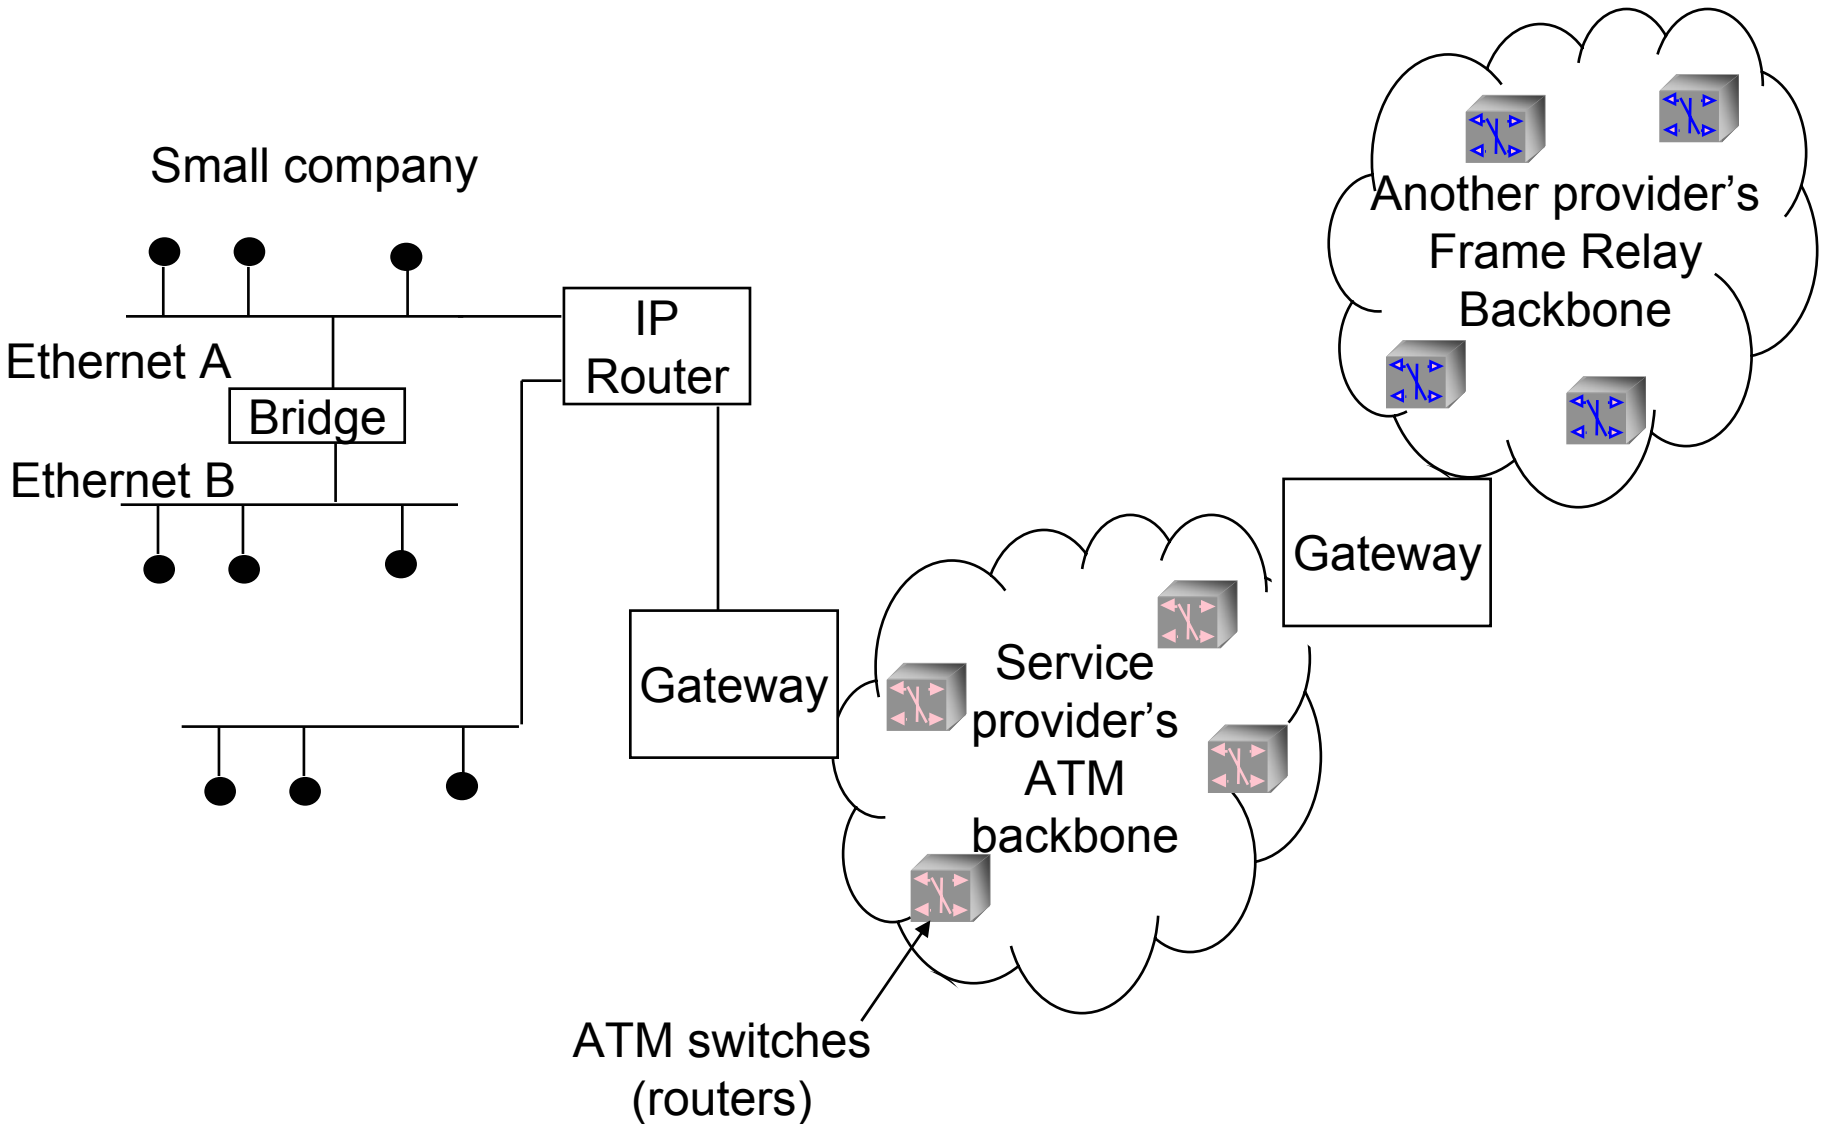 Small company
Ethernet A
Bridge
Ethernet B
IP
Router
Gateway
Service
provider’s
ATM
backbone
ATM switches
(routers)
Gateway
Another provider’s
Frame Relay
Backbone